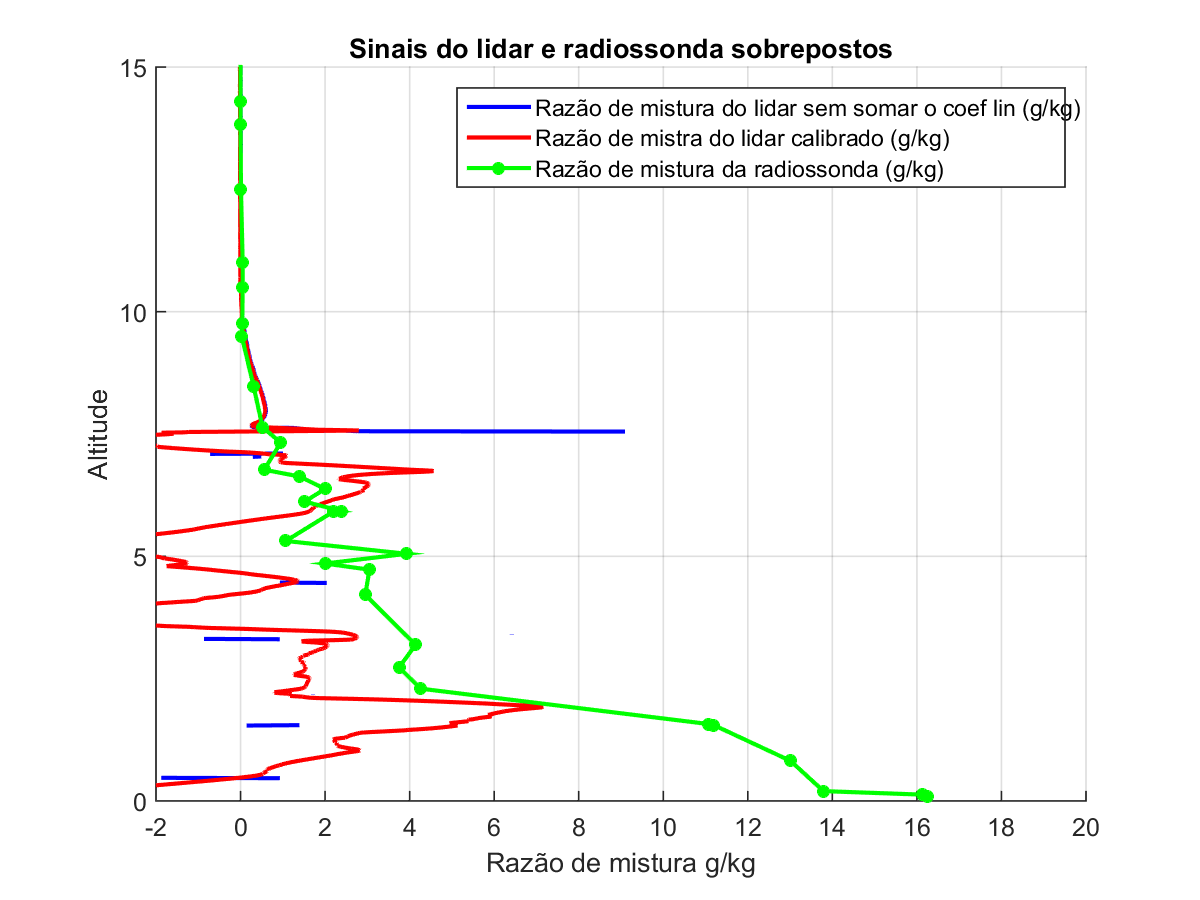 Sinais do lidar e radiossonda sobrepostos
15
Razão de mistura do lidar sem somar o coef lin (g/kg)
Razão de mistra do lidar calibrado (g/kg)
Razão de mistura da radiossonda (g/kg)
10
Altitude
5
0
-2 0 2 4 6 8 10 12 14 16 18 20
Razão de mistura g/kg